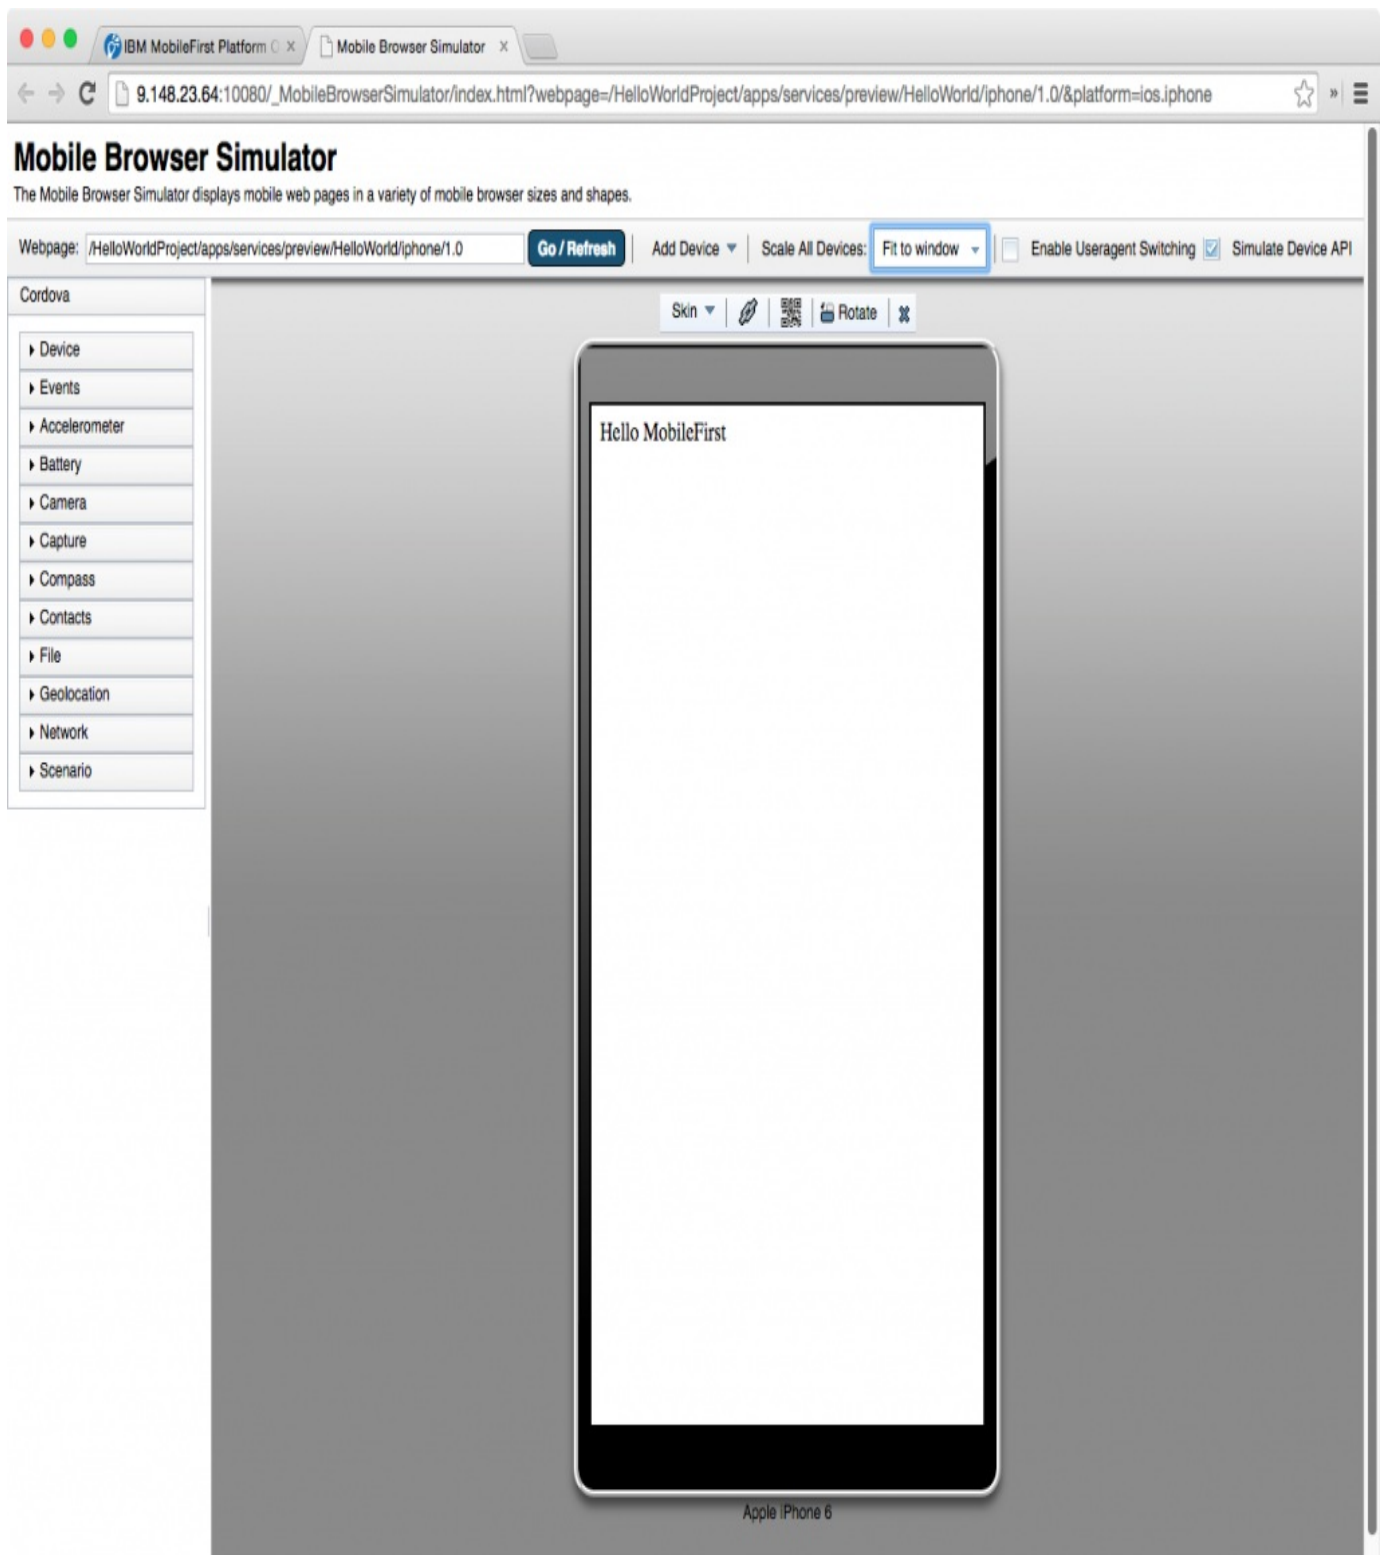 IBM MobileFirst Platform C × Mobile Browser Simulator ×
9.148.23.64:10080/_MobileBrowserSimulator/index.html?webpage=/HelloWorldProject/apps/services/preview/HelloWorld/iphone/1.0/&platform=ios.iphone »
Mobile Browser Simulator
The Mobile Browser Simulator displays mobile web pages in a variety of mobile browser sizes and shapes.
Webpage: /HelloWorldProject/apps/services/preview/HelloWorld/iphone/1.0 Go / Refresh Add Device Scale All Devices: Fit to window Enable Useragent Switching Simulate Device API
Cordova
Skin Rotate
Device
Events
Accelerometer
Battery
Camera
Capture
Compass
Contacts
File
Geolocation
Network
Scenario
Hello MobileFirst
Apple iPhone 6